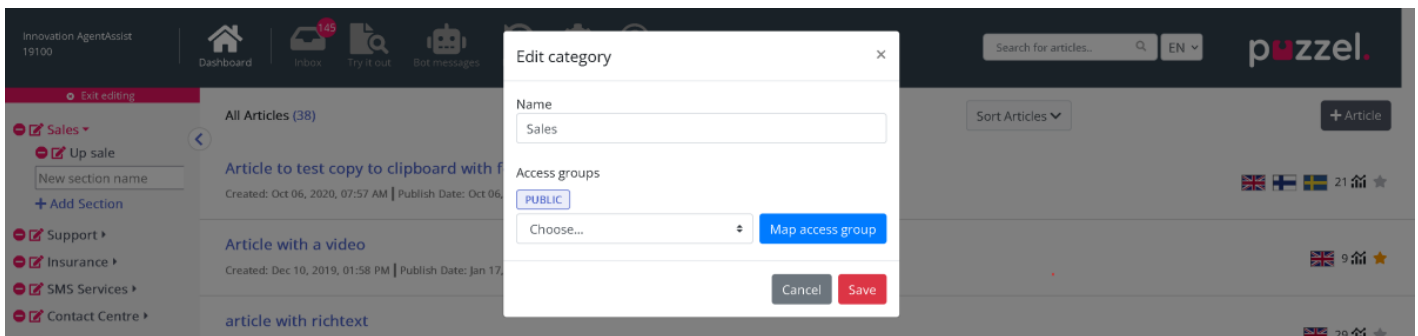 Innovation AgentAssist
19100
Dashboard
145
Inbox
Try it out
Bot messages
Search for articles..
EN
puzzel.
Exit editing
Sales
Up sale
New section name
+ Add Section
Support
Insurance
SMS Services
Contact Centre
All Articles (38)
Sort Articles
+ Article
Article to test copy to clipboard with f
Created: Oct 06, 2020, 07:57 AM | Publish Date: Oct 06,
21
Article with a video
Created: Dec 10, 2019, 01:58 PM | Publish Date: Jan 17,
9
article with richtext
29
Edit category
×
Name
Sales
Access groups
PUBLIC
Choose...
Map access group
Cancel
Save